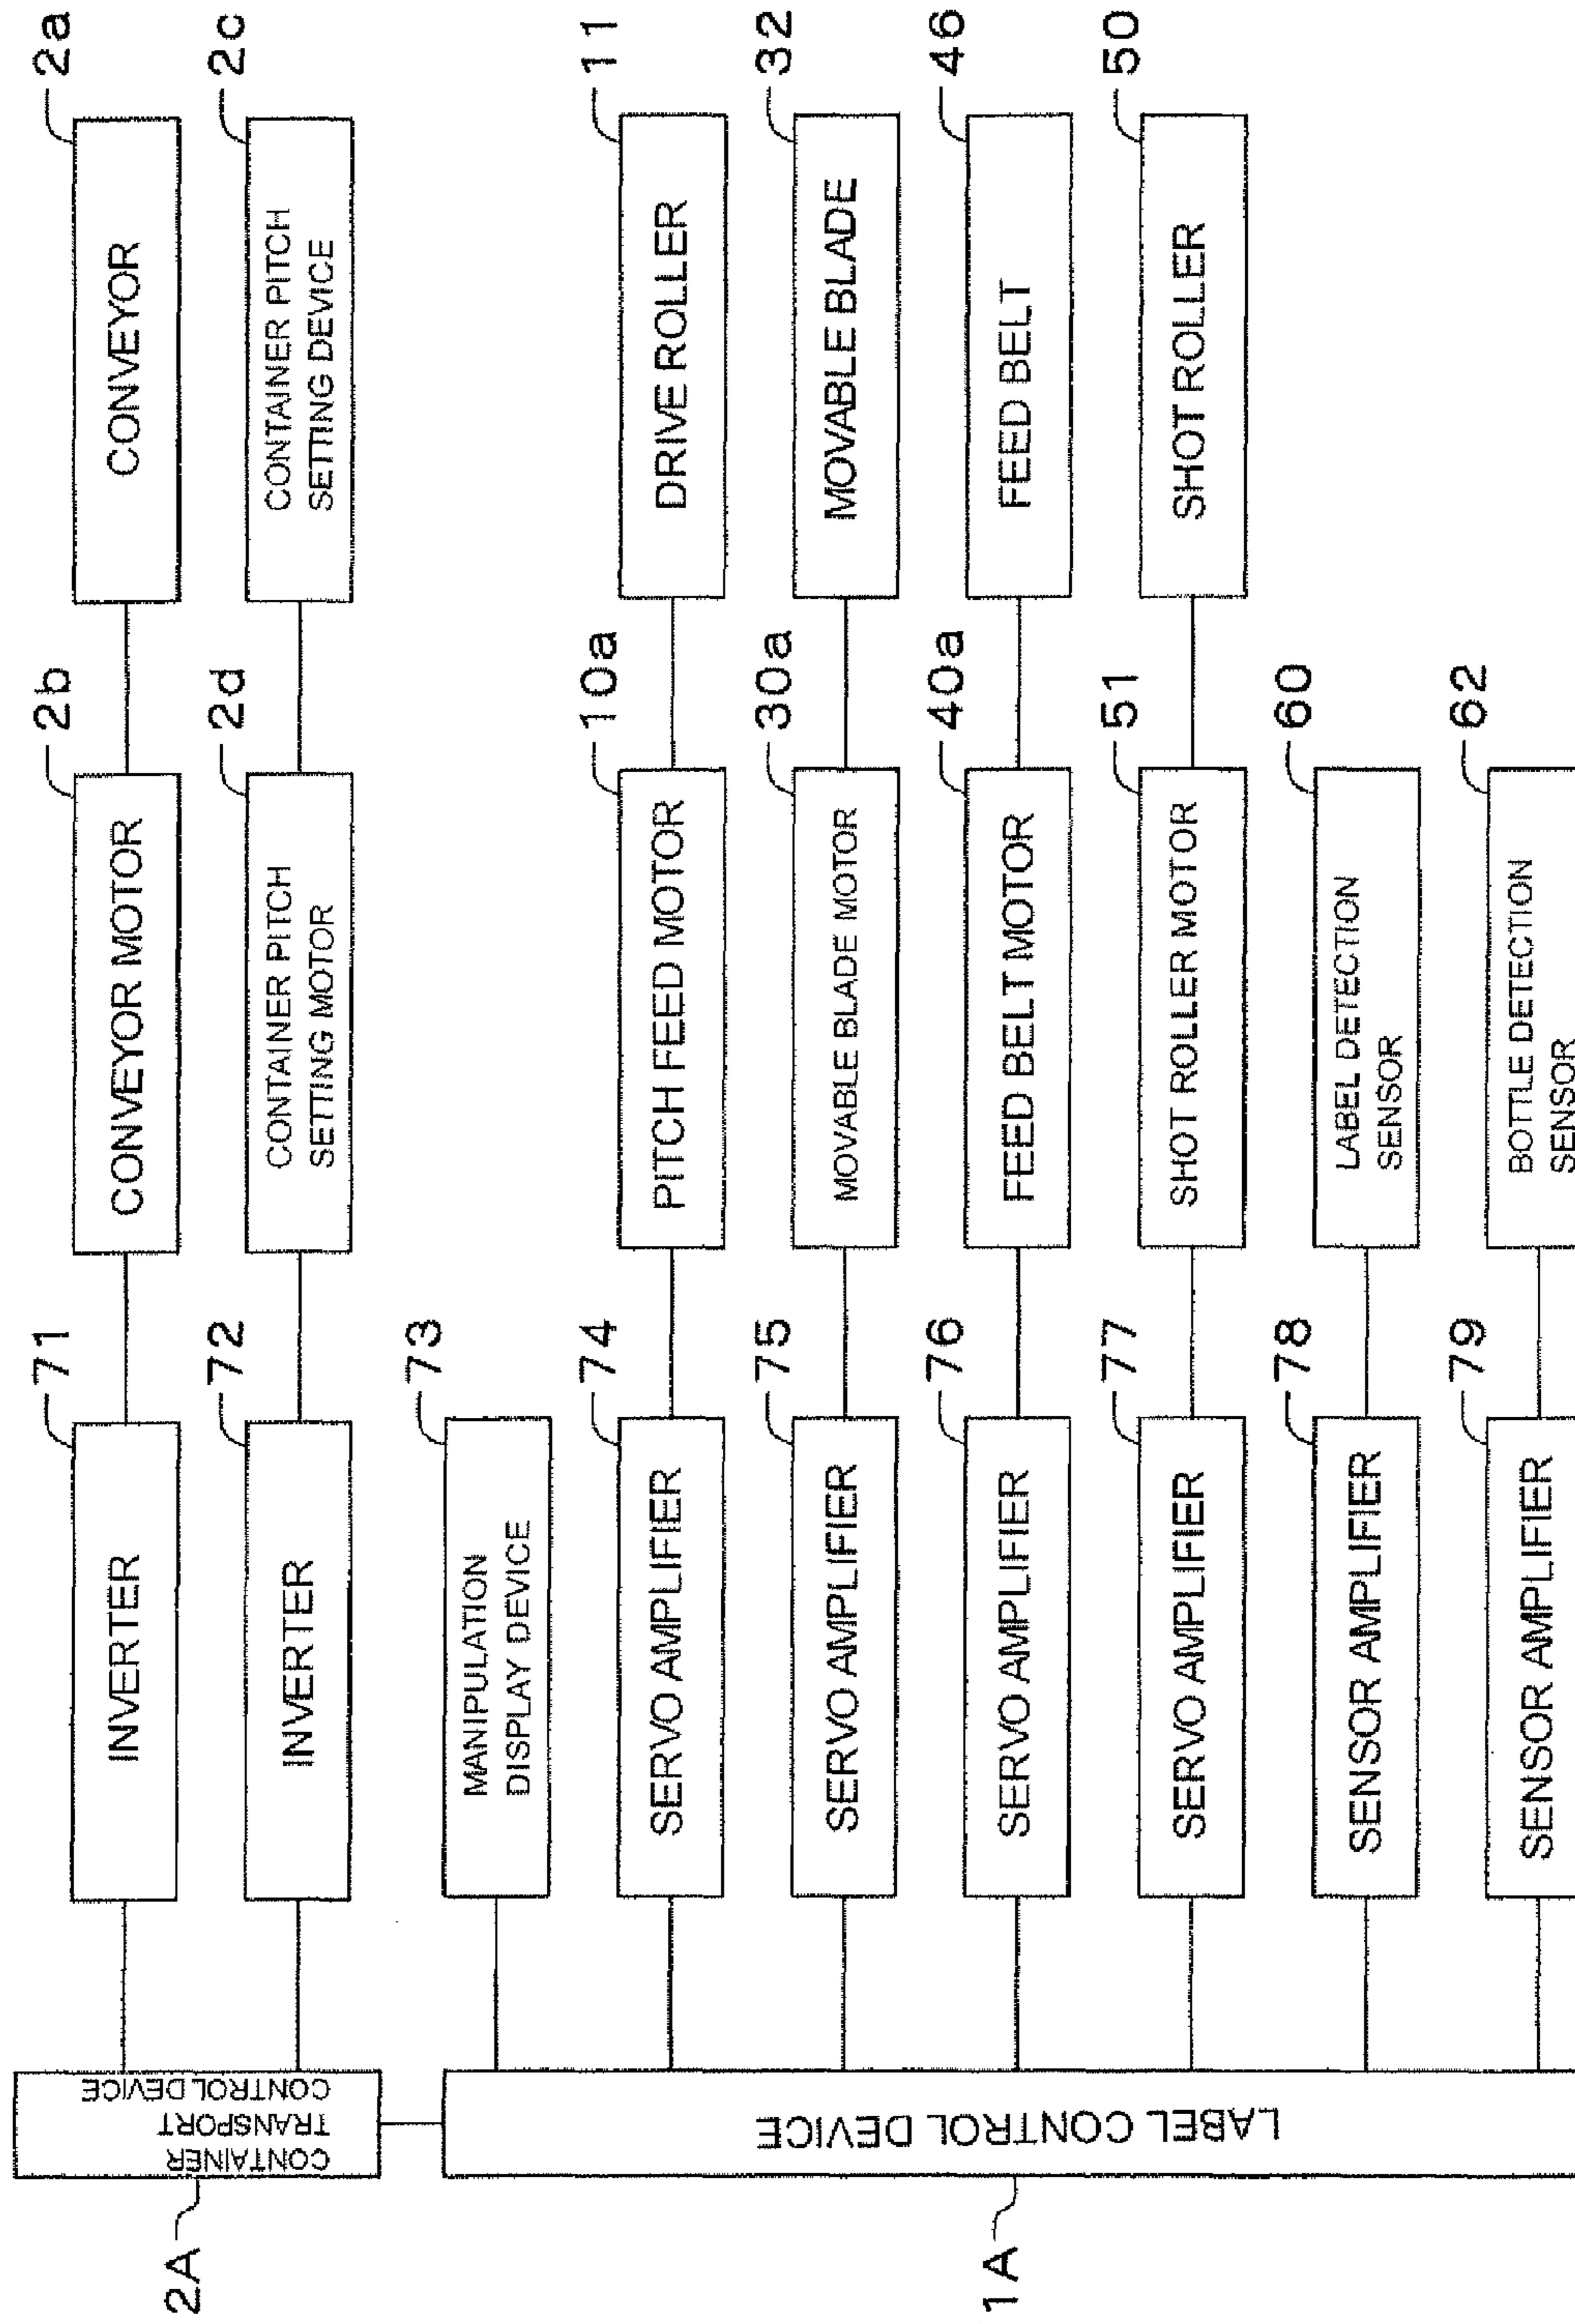 2A
CONTAINER
TRANSPORT
CONTROL DEVICE
71
INVERTER
2b
CONVEYOR MOTOR
2a
CONVEYOR
72
INVERTER
2d
CONTAINER PITCH
SETTING MOTOR
2c
CONTAINER PITCH
SETTING DEVICE
1A
LABEL CONTROL DEVICE
73
MANIPULATION
DISPLAY DEVICE
74
SERVO AMPLIFIER
10a
PITCH FEED MOTOR
11
DRIVE ROLLER
75
SERVO AMPLIFIER
30a
MOVABLE BLADE MOTOR
32
MOVABLE BLADE
76
SERVO AMPLIFIER
40a
FEED BELT MOTOR
46
FEED BELT
77
SERVO AMPLIFIER
51
SHOT ROLLER MOTOR
50
SHOT ROLLER
78
SENSOR AMPLIFIER
60
LABEL DETECTION
SENSOR
79
SENSOR AMPLIFIER
62
BOTTLE DETECTION
SENSOR